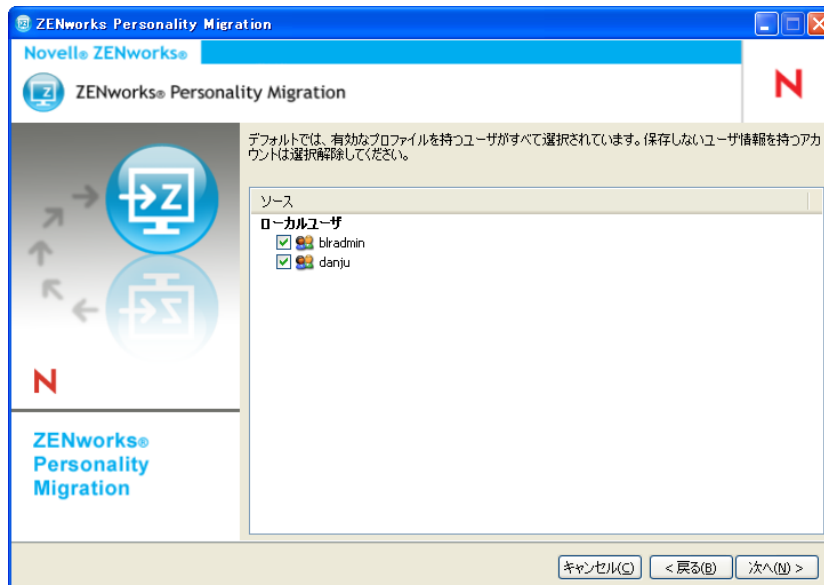 ZENworks Personality Migration
Novell® ZENworks®
ZENworks® Personality Migration
N
デフォルトでは、有効なプロファイルを持つユーザがすべて選択されています。保存しないユーザ情報を持つアカ
ウントは選択解除してください。
ソース
ローカルユーザ
blradmin
danju
Z
N
ZENworks®
Personality
Migration
キャンセル(C)
< 戻る(B)
次へ(N) >